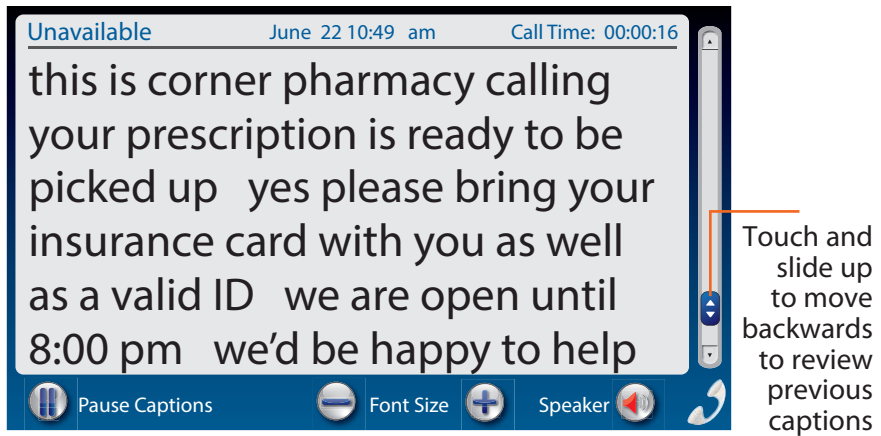 Unavailable June 22 10:49 am Call Time: 00:00:16
this is corner pharmacy calling
your prescription is ready to be
picked up yes please bring your
insurance card with you as well
as a valid ID we are open until
8:00 pm we'd be happy to help
Pause Captions Font Size Speaker
Touch and
slide up
to move
backwards
to review
previous
captions